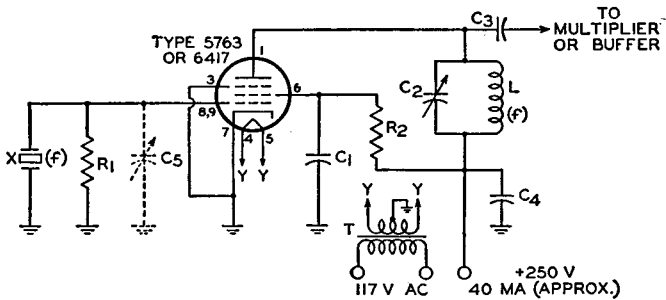 TYPE 5763
OR 6417
C3
TO
MULTIPLIER
OR BUFFER
1
3
6
8,9
7
4
5
C2
L
(f)
X
(f)
R1
C5
Y
Y
C1
R2
C4
Y
Y
T
117 V AC
+250 V
40 MA (APPROX.)